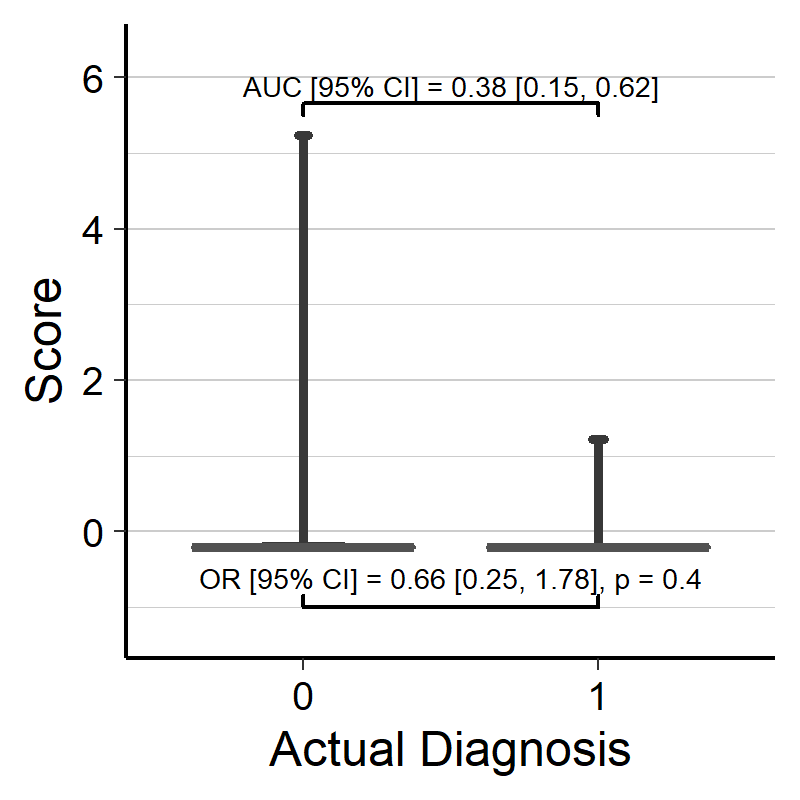 AUC [95% CI] = 0.38 [0.15, 0.62]
6
4
2
0
Score
OR [95% CI] = 0.66 [0.25, 1.78], p = 0.4
0 1
Actual Diagnosis